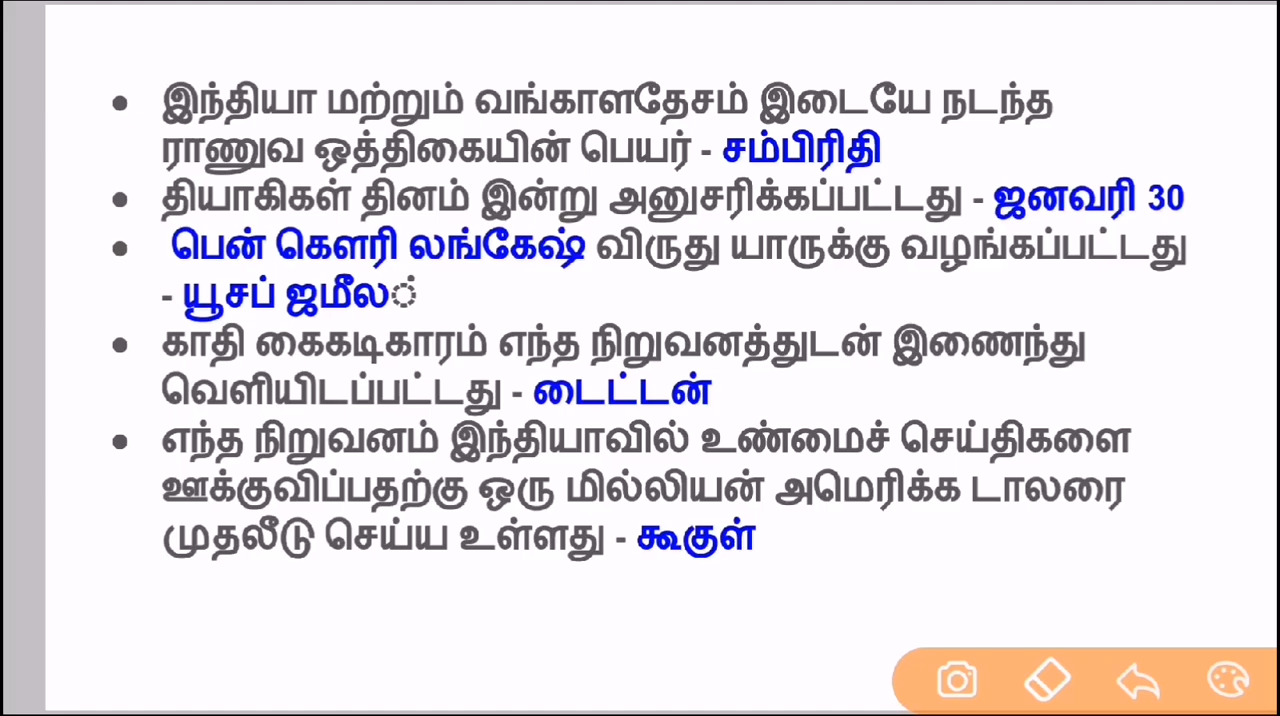 • இந்தியா மற்றும் வங்காளதேசம் இடையே நடந்த
ராணுவ ஒத்திகையின் பெயர் - சம்பிரிதி
• தியாகிகள் தினம் இன்று அனுசரிக்கப்பட்டது - ஜனவரி 30
• பென் கௌரி லங்கேஷ் விருது யாருக்கு வழங்கப்பட்டது
- யூசப் ஜமீல்
• காதி கைகடிகாரம் எந்த நிறுவனத்துடன் இணைந்து
வெளியிடப்பட்டது - டைட்டன்
• எந்த நிறுவனம் இந்தியாவில் உண்மைச் செய்திகளை
ஊக்குவிப்பதற்கு ஒரு மில்லியன் அமெரிக்க டாலரை
முதலீடு செய்ய உள்ளது - கூகுள்